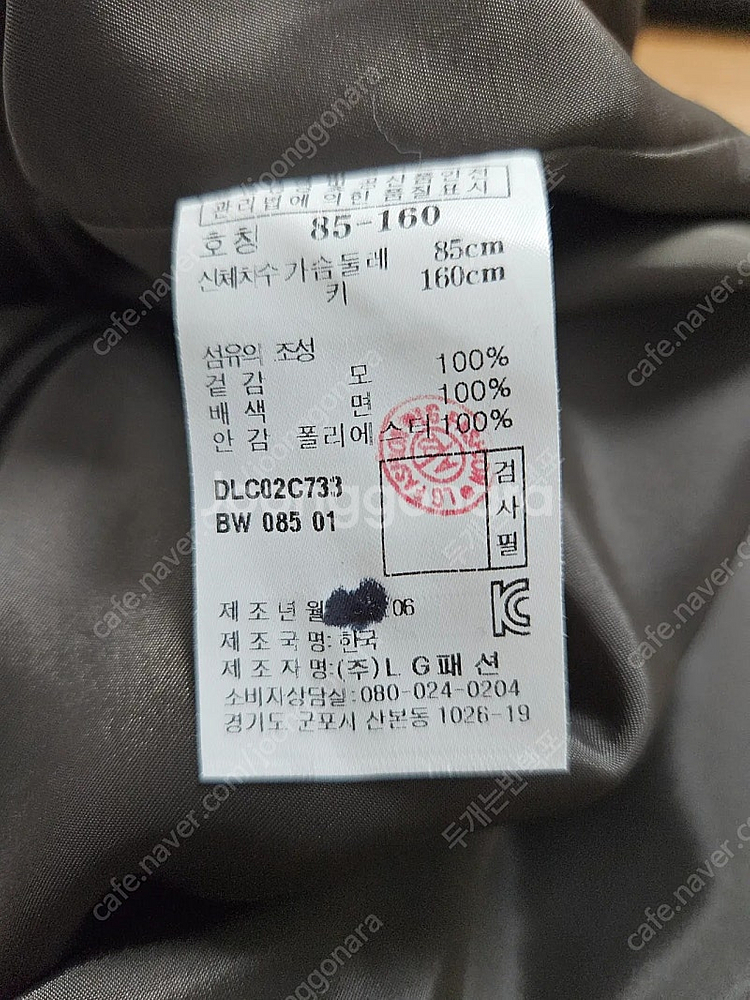 관리법에 의한 품질표시
호칭 85-160
신체치수 가슴둘레 85cm
키 160cm
섬유의 조성
겉감 모 100%
배색 면 100%
안감 폴리에스터 100%
DLC02C733
BW 085 01
검사필
제조년월 06
제조국명: 한국
제조자명:(주)LG패션
소비자상담실:080-024-0204
경기도 군포시 산본동 1026-19
Joonggonara
cafe.naver.com/joonggonara